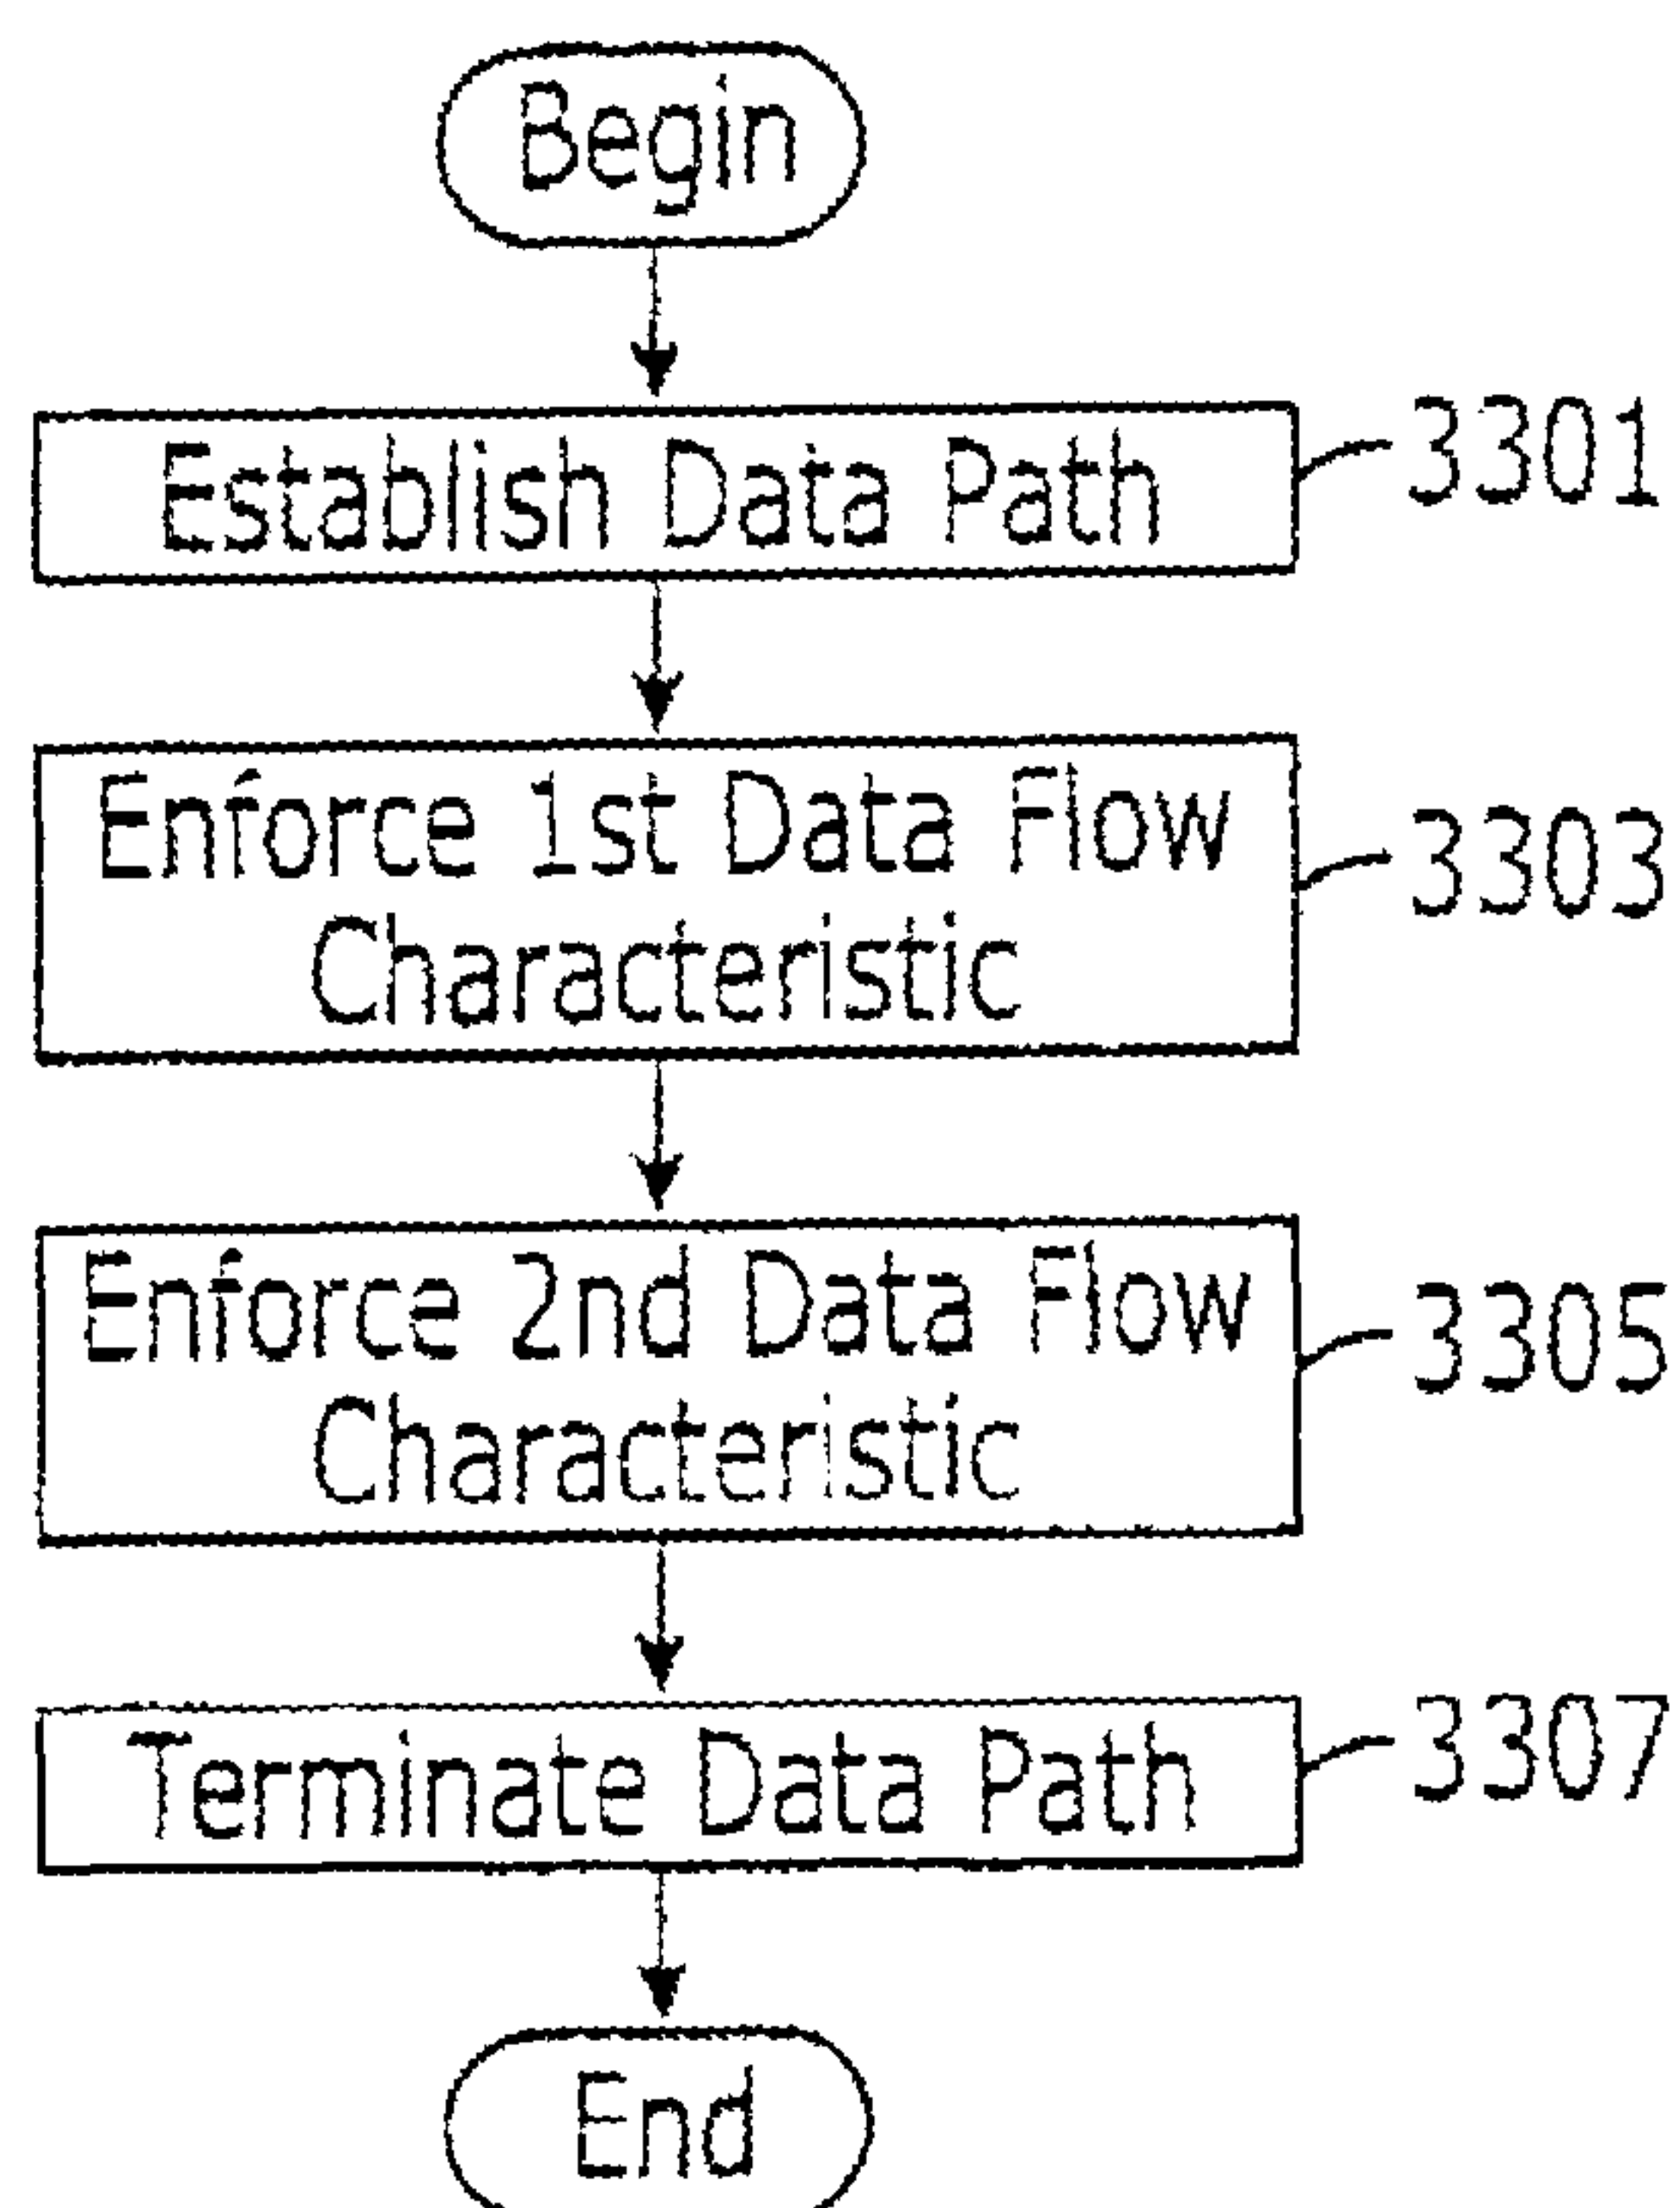 Begin
Establish Data Path
3301
Enforce 1st Data Flow
Characteristic
3303
Enforce 2nd Data Flow
Characteristic
3305
Terminate Data Path
3307
End